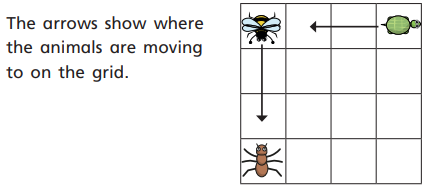 The arrows show where
the animals are moving
to on the grid.